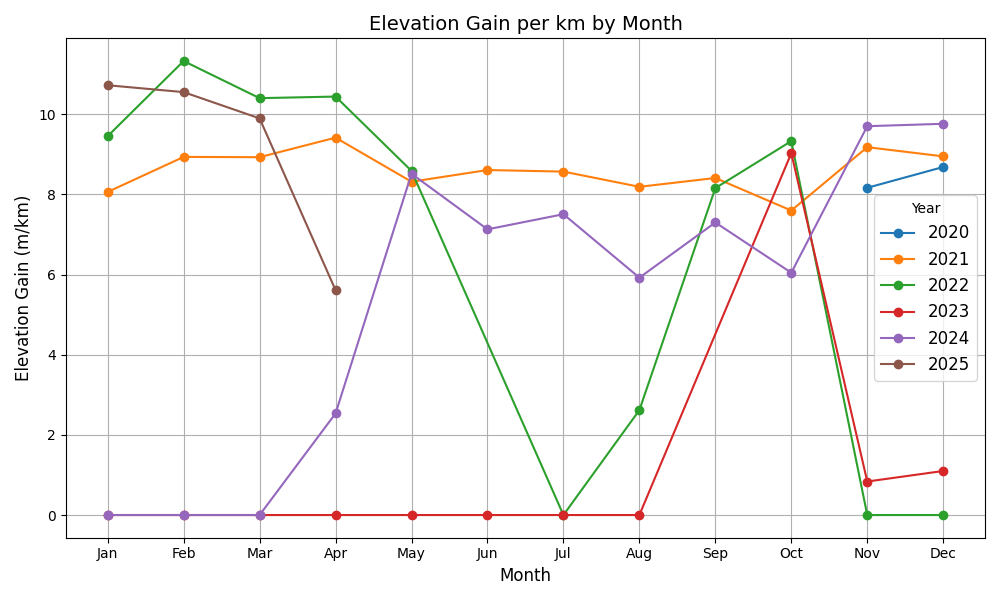 Elevation Gain per km by Month
Elevation Gain (m/km)
10
8
6
4
2
0
Jan Feb Mar Apr May Jun Jul Aug Sep Oct Nov Dec
Month
Year
2020
2021
2022
2023
2024
2025